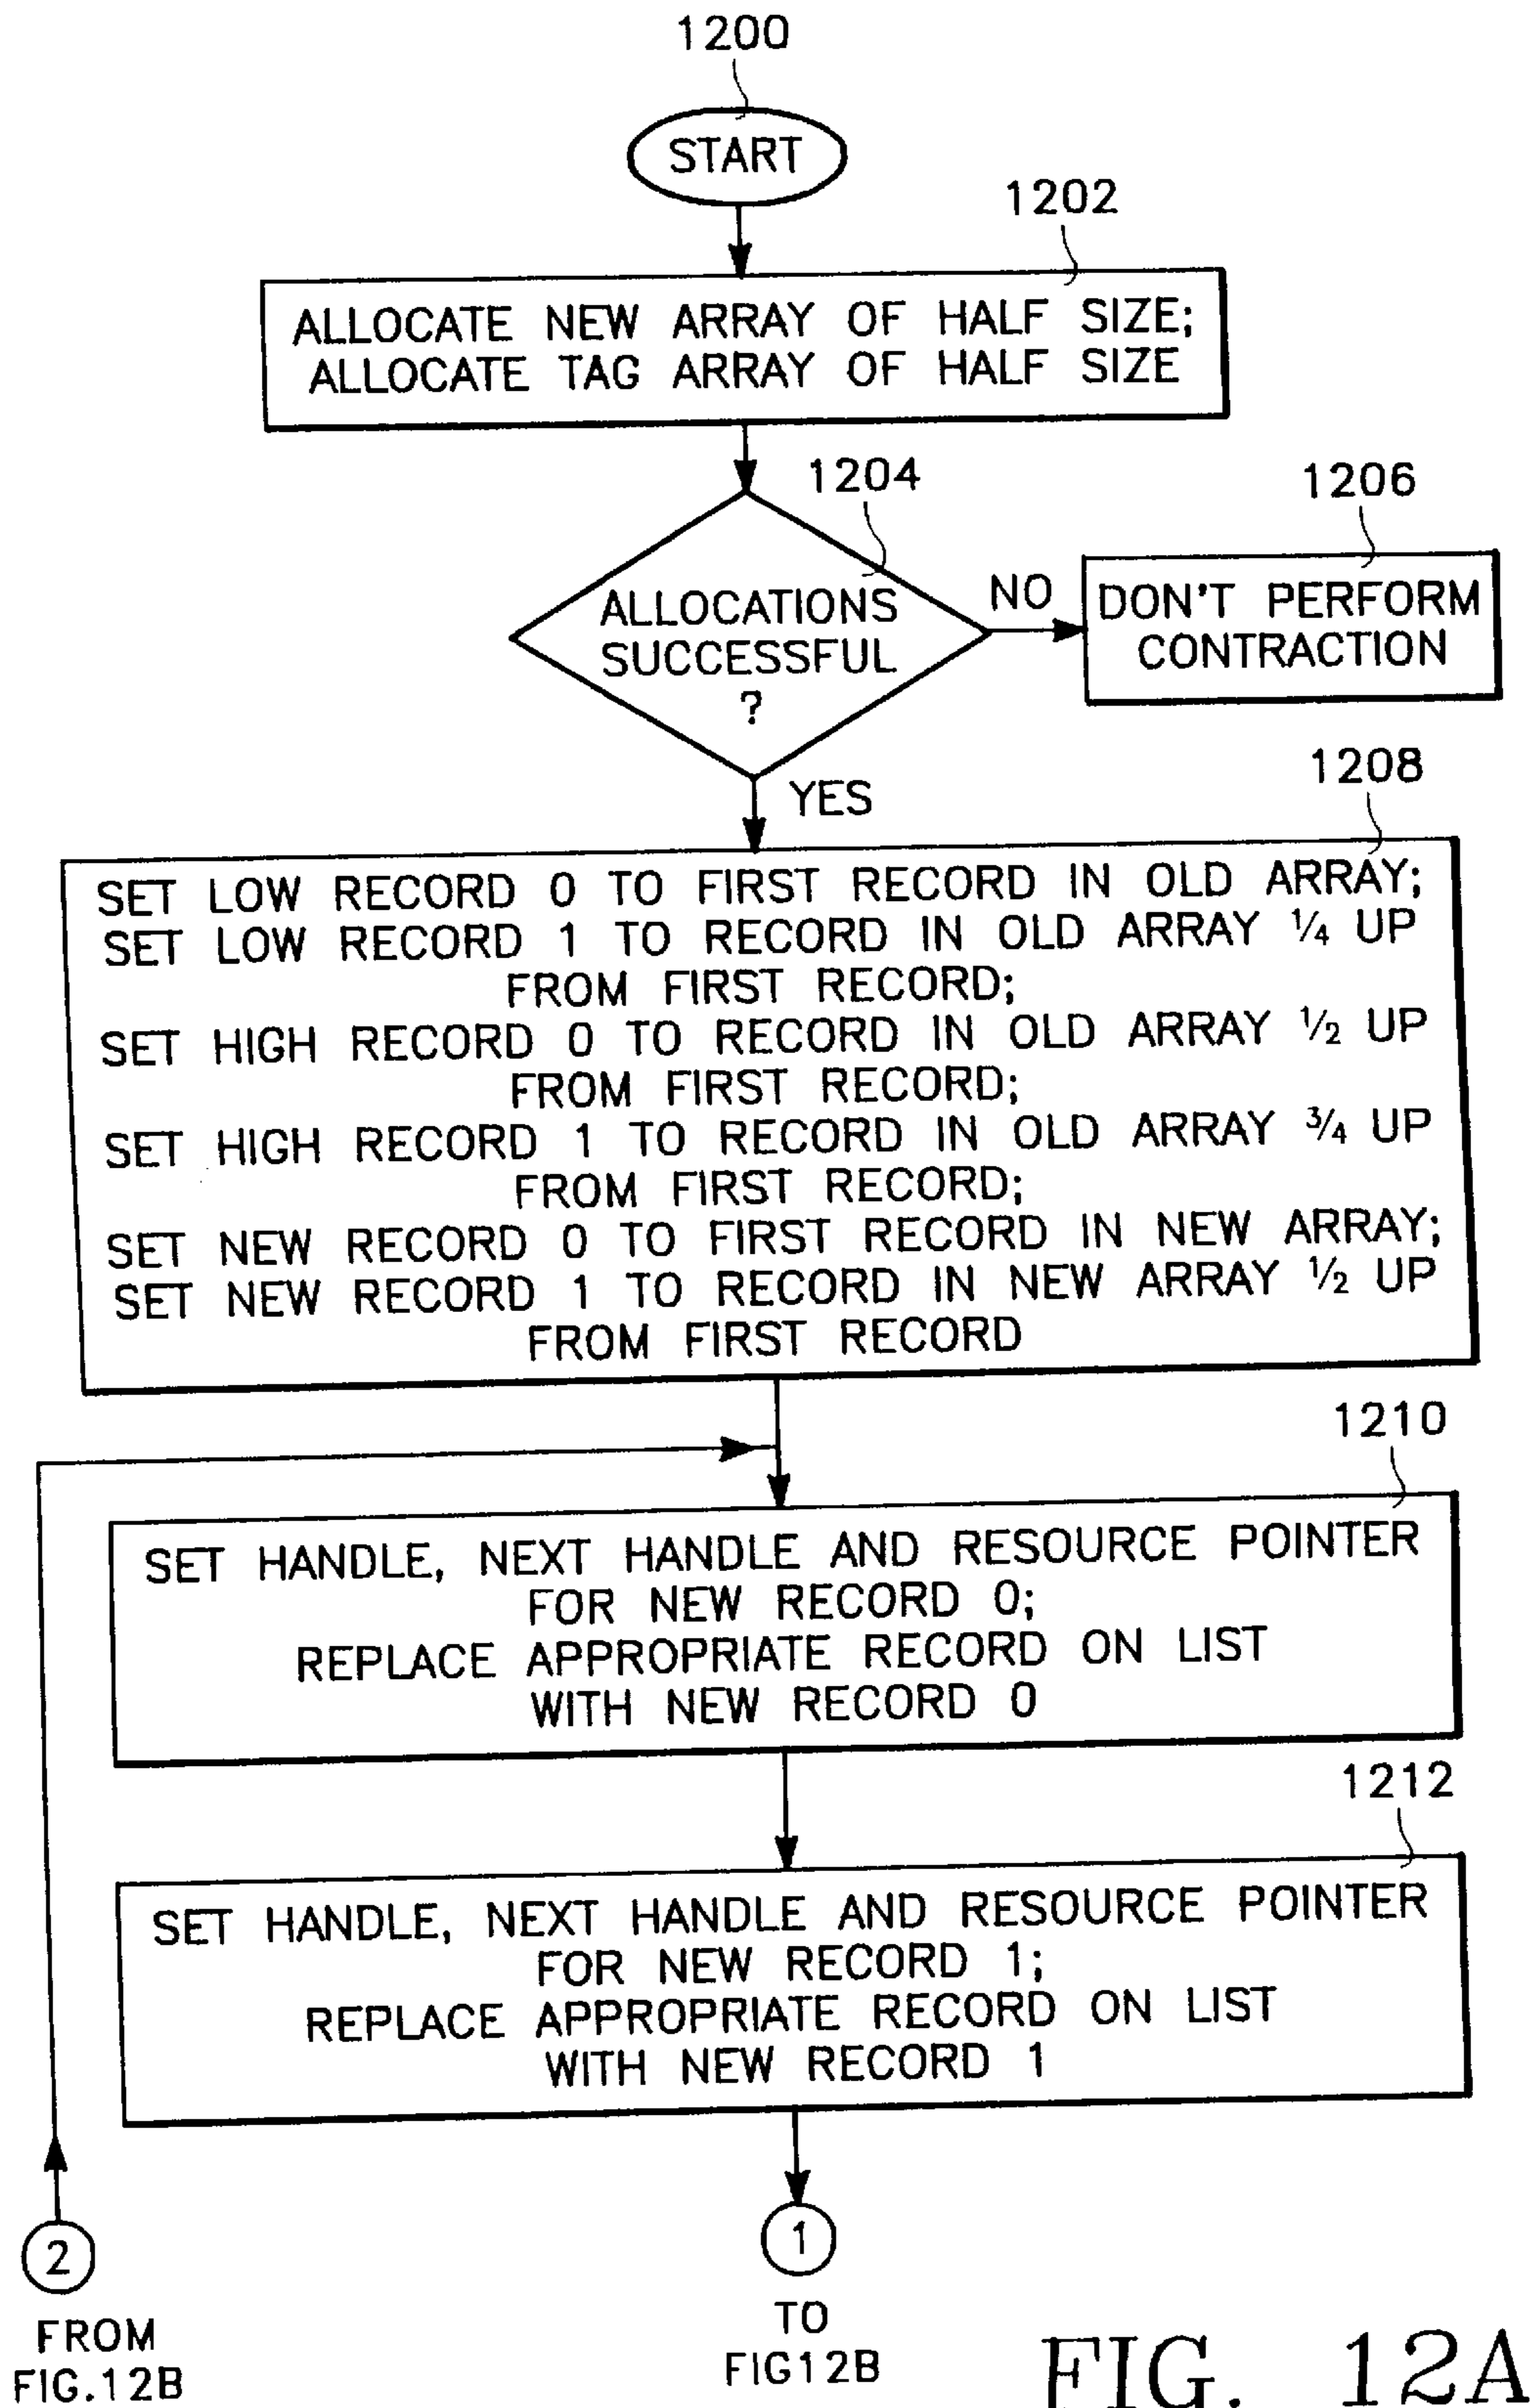 1200
START
1202
ALLOCATE NEW ARRAY OF HALF SIZE;
ALLOCATE TAG ARRAY OF HALF SIZE
1204
1206
ALLOCATIONS
SUCCESSFUL
?
NO
DON'T PERFORM
CONTRACTION
YES
1208
SET LOW RECORD 0 TO FIRST RECORD IN OLD ARRAY;
SET LOW RECORD 1 TO RECORD IN OLD ARRAY ¼ UP
FROM FIRST RECORD;
SET HIGH RECORD 0 TO RECORD IN OLD ARRAY ½ UP
FROM FIRST RECORD;
SET HIGH RECORD 1 TO RECORD IN OLD ARRAY ¾ UP
FROM FIRST RECORD;
SET NEW RECORD 0 TO FIRST RECORD IN NEW ARRAY;
SET NEW RECORD 1 TO RECORD IN NEW ARRAY ½ UP
FROM FIRST RECORD
1210
SET HANDLE, NEXT HANDLE AND RESOURCE POINTER
FOR NEW RECORD 0;
REPLACE APPROPRIATE RECORD ON LIST
WITH NEW RECORD 0
1212
SET HANDLE, NEXT HANDLE AND RESOURCE POINTER
FOR NEW RECORD 1;
REPLACE APPROPRIATE RECORD ON LIST
WITH NEW RECORD 1
2
FROM
FIG.12B
1
TO
FIG12B
FIG. 12A